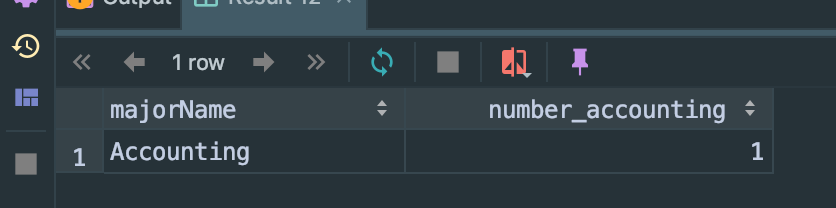 Output
Result 12
1 row
majorName number_accounting
1 Accounting 1